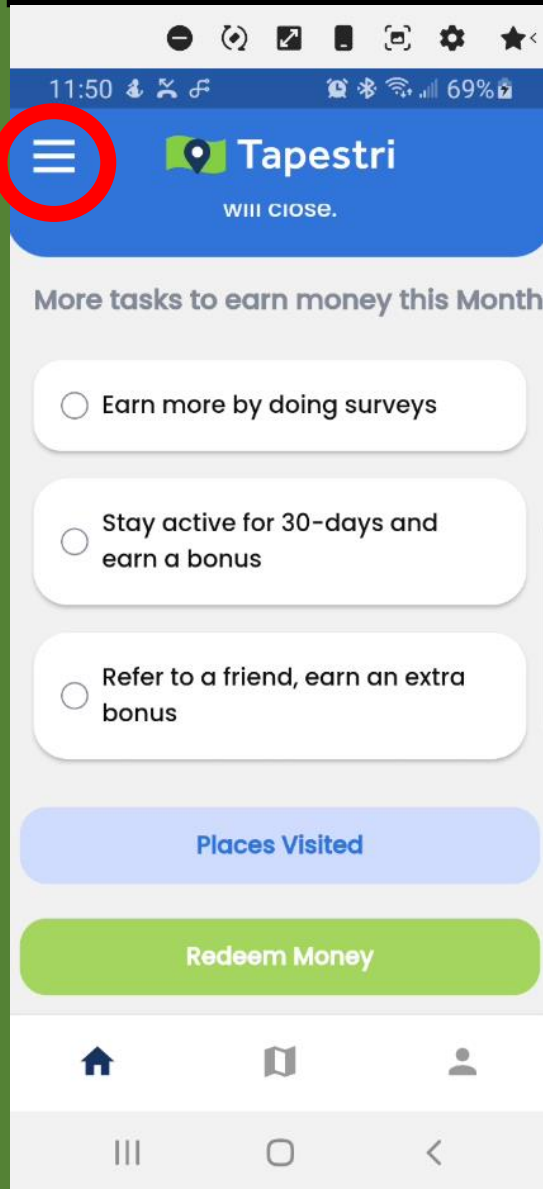 11:50 69%
Tapestri
will close.
More tasks to earn money this Month
Earn more by doing surveys
Stay active for 30-days and
earn a bonus
Refer to a friend, earn an extra
bonus
Places Visited
Redeem Money